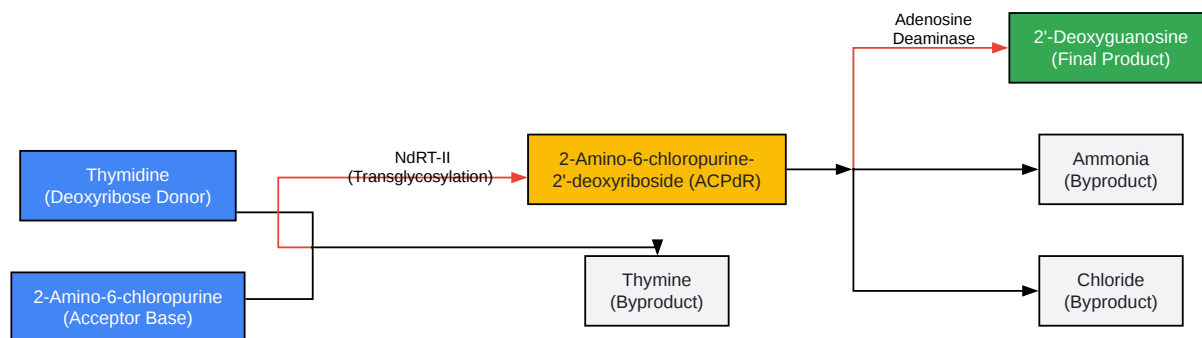 Adenosine
Deaminase
2'-Deoxyguanosine
(Final Product)
NdRT-II
(Transglycosylation)
2-Amino-6-chloropurine-
2'-deoxyriboside (ACPdR)
Ammonia
(Byproduct)
Thymidine
(Deoxyribose Donor)
Thymine
(Byproduct)
Chloride
(Byproduct)
2-Amino-6-chloropurine
(Acceptor Base)